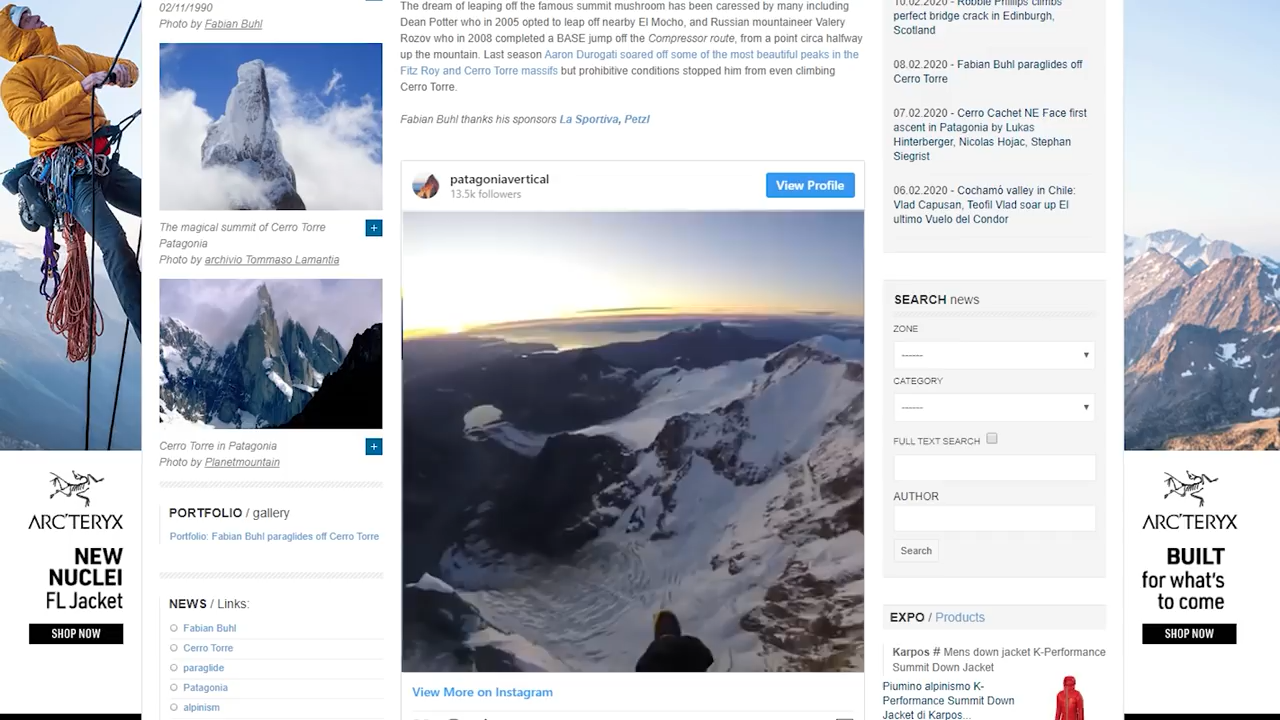 02/11/1990
Photo by Fabian Buhl
The magical summit of Cerro Torre
Patagonia
Photo by archivio Tommaso Lamantia
Cerro Torre in Patagonia
Photo by Planetmountain
PORTFOLIO / gallery
Portfolio: Fabian Buhl paraglides off Cerro Torre
NEWS / Links:
Fabian Buhl
Cerro Torre
paraglide
Patagonia
alpinism
The dream of leaping off the famous summit mushroom has been caressed by many including
Dean Potter who in 2005 opted to leap off nearby El Mocho, and Russian mountaineer Valery
Rozov who in 2008 completed a BASE jump off the Compressor route, from a point circa halfway
up the mountain. Last season Aaron Durogati soared off some of the most beautiful peaks in the
Fitz Roy and Cerro Torre massifs but prohibitive conditions stopped him from even climbing
Cerro Torre.
Fabian Buhl thanks his sponsors La Sportiva, Petzl
patagoniavertical
13.5k followers
View Profile
View More on Instagram
10.02.2020 - Robbie Phillips climbs
perfect bridge crack in Edinburgh,
Scotland
08.02.2020 - Fabian Buhl paraglides off
Cerro Torre
07.02.2020 - Cerro Cachet NE Face first
ascent in Patagonia by Lukas
Hinterberger, Nicolas Hojac, Stephan
Siegrist
06.02.2020 - Cochamó valley in Chile:
Vlad Capusan, Teofil Vlad soar up El
ultimo Vuelo del Condor
SEARCH news
ZONE
------
CATEGORY
------
FULL TEXT SEARCH
AUTHOR
Search
EXPO / Products
Karpos # Mens down jacket K-Performance
Summit Down Jacket
Piumino alpinismo K-
Performance Summit Down
Jacket di Karpos...
ARC'TERYX
NEW
NUCLEI
FL Jacket
SHOP NOW
ARC'TERYX
BUILT
for what's
to come
SHOP NOW